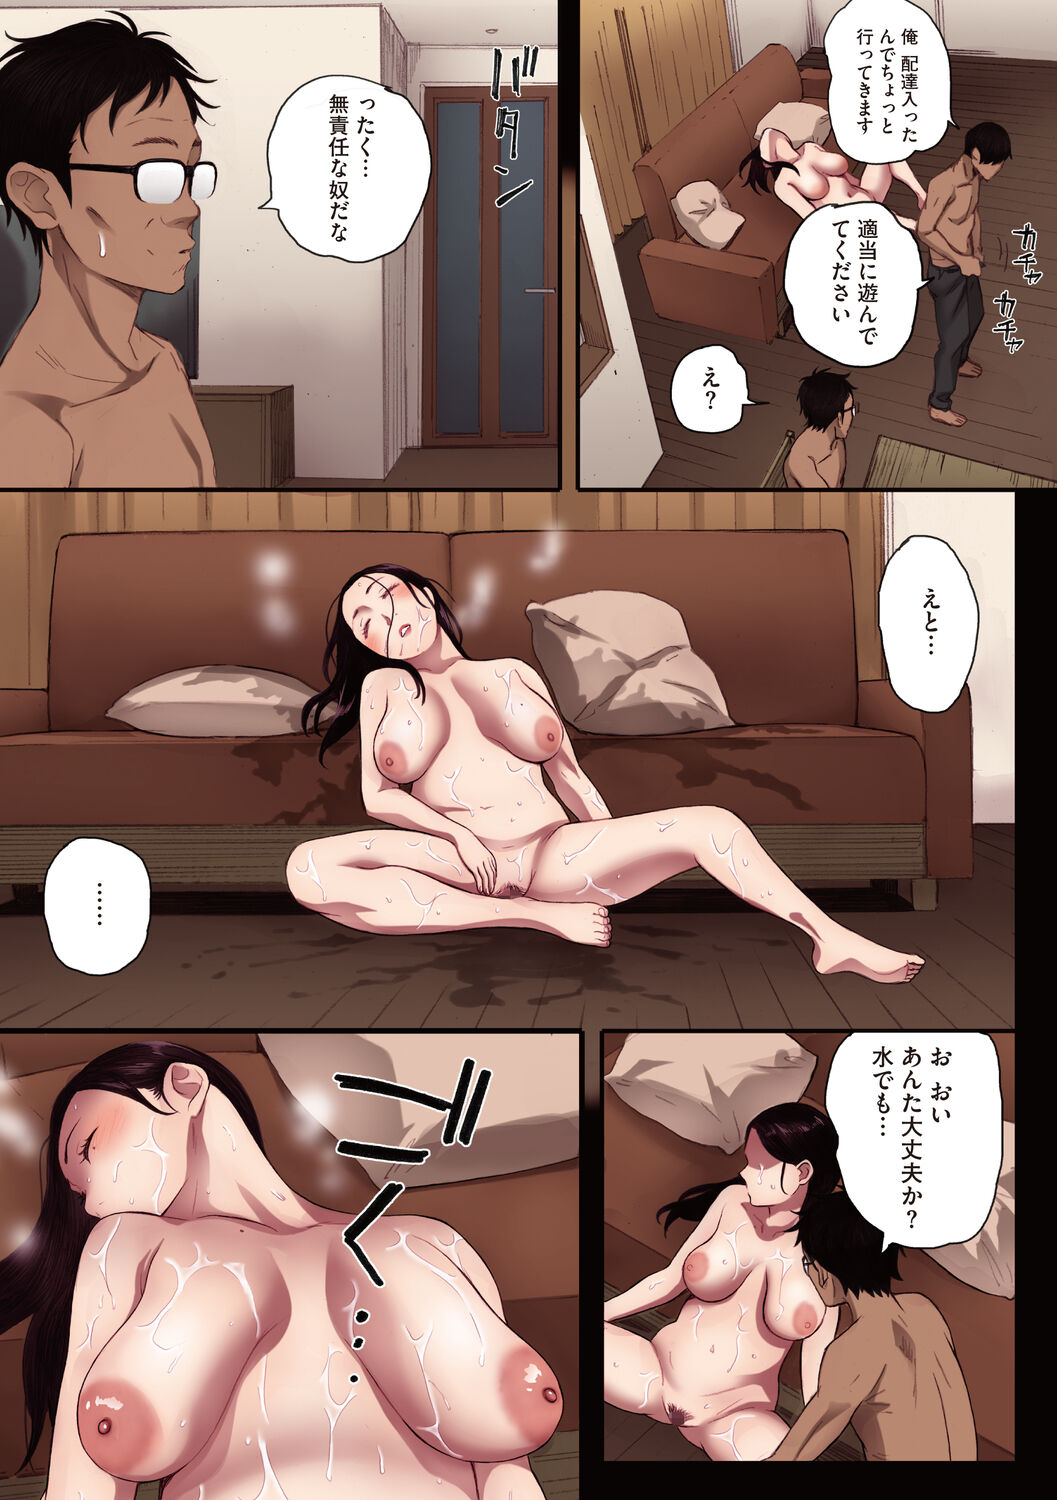 俺 配達入った
んでちょっと
行ってきます
適当に遊んで
てください
カチャ
カチャ
え?
バタン
ったく…
無責任な奴だな
えと…
……
ビクッ…
お おい
あんた大丈夫か?
水でも…